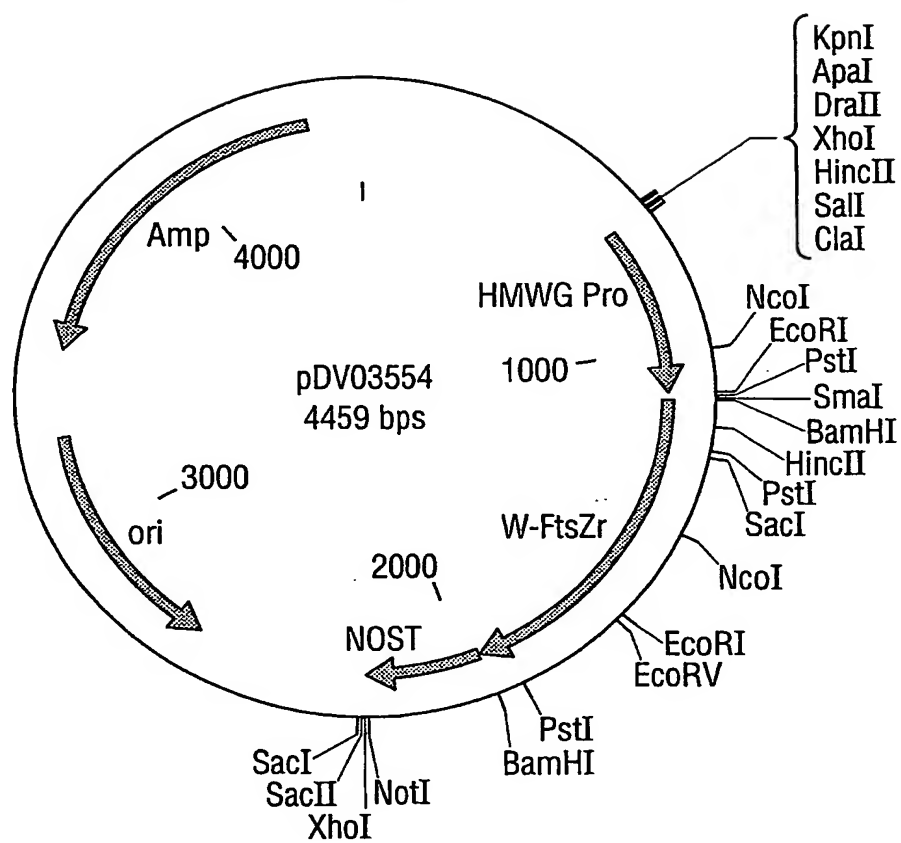 KpnI
ApaI
DraII
XhoI
HincII
SalI
ClaI
Amp
4000
HMWG Pro
NcoI
EcoRI
PstI
SmaI
BamHI
HincII
PstI
SacI
1000
pDV03554
4459 bps
3000
ori
W-FtsZr
NcoI
2000
NOST
EcoRI
EcoRV
PstI
BamHI
SacI
SacII
NotI
XhoI